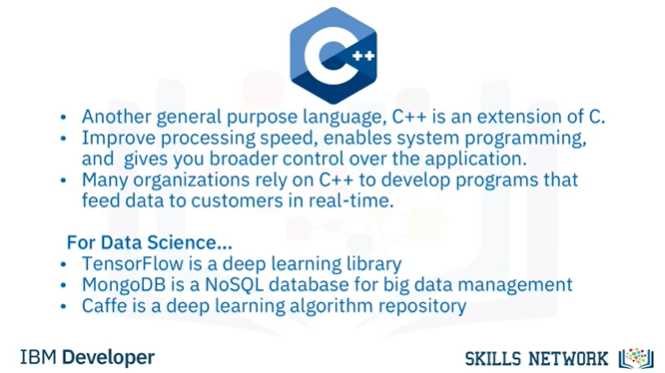 C++
• Another general purpose language, C++ is an extension of C.
• Improve processing speed, enables system programming,
and gives you broader control over the application.
• Many organizations rely on C++ to develop programs that
feed data to customers in real-time.
For Data Science...
• TensorFlow is a deep learning library
• MongoDB is a NoSQL database for big data management
• Caffe is a deep learning algorithm repository
IBM Developer
SKILLS NETWORK